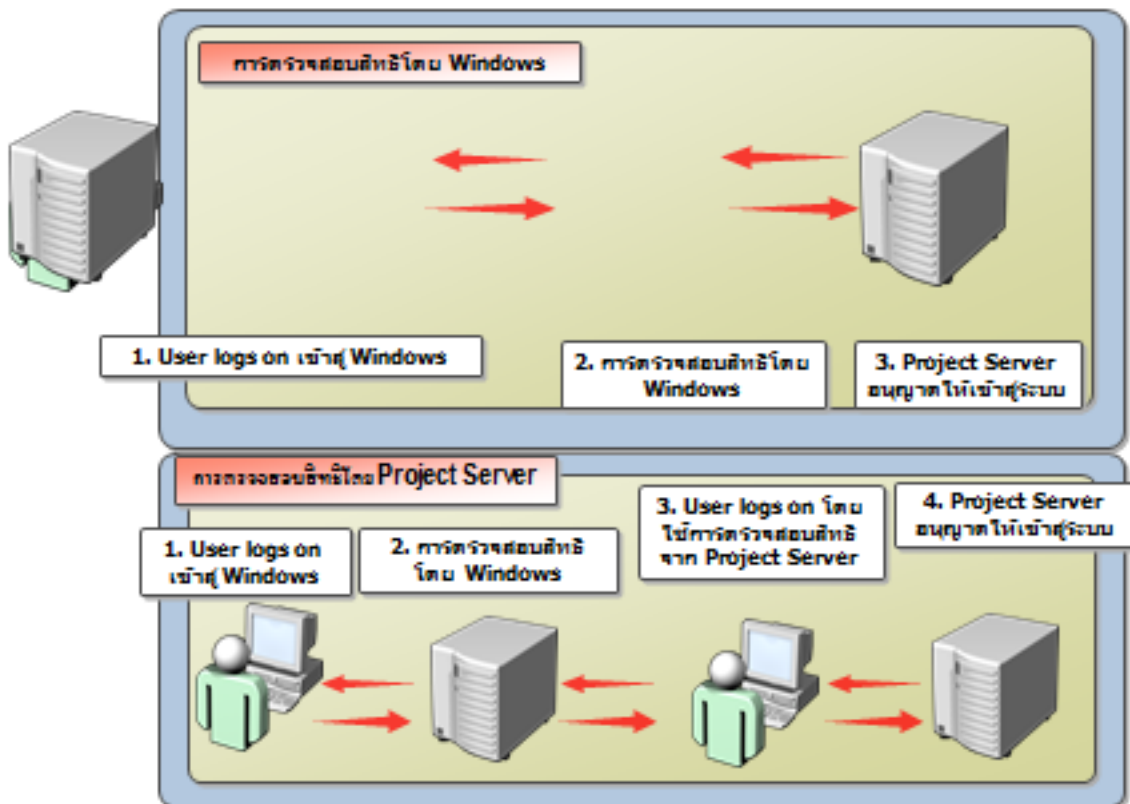 การตรวจสอบสิทธิโดย Windows
1. User logs on เข้าสู่ Windows
2. การตรวจสอบสิทธิโดย
Windows
3. Project Server
อนุญาตให้เข้าสู่ระบบ
การตรวจสอบสิทธิโดย Project Server
1. User logs on
เข้าสู่ Windows
2. การตรวจสอบสิทธิ
โดย Windows
3. User logs on โดย
ใช้การตรวจสอบสิทธิ
จาก Project Server
4. Project Server
อนุญาตให้เข้าสู่ระบบ